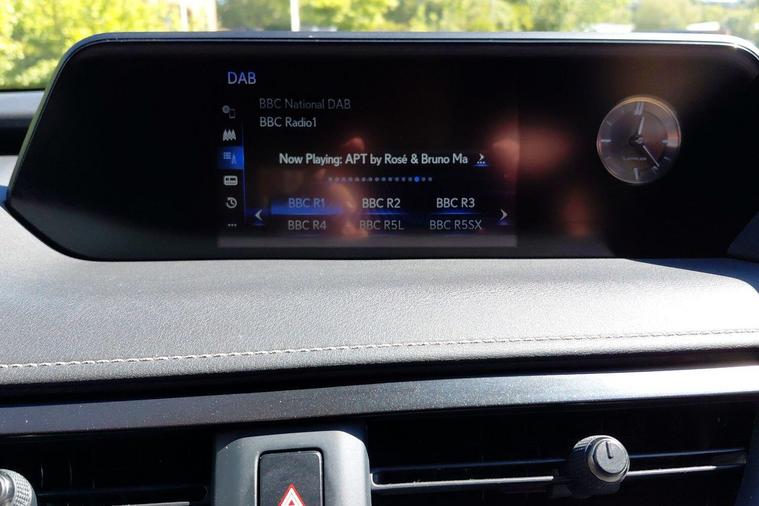 DAB
BBC National DAB
BBC Radio1
Now Playing: APT by Rosé & Bruno Ma
BBC R1 BBC R2 BBC R3
BBC R4 BBC R5L BBC R5SX
LEXUS